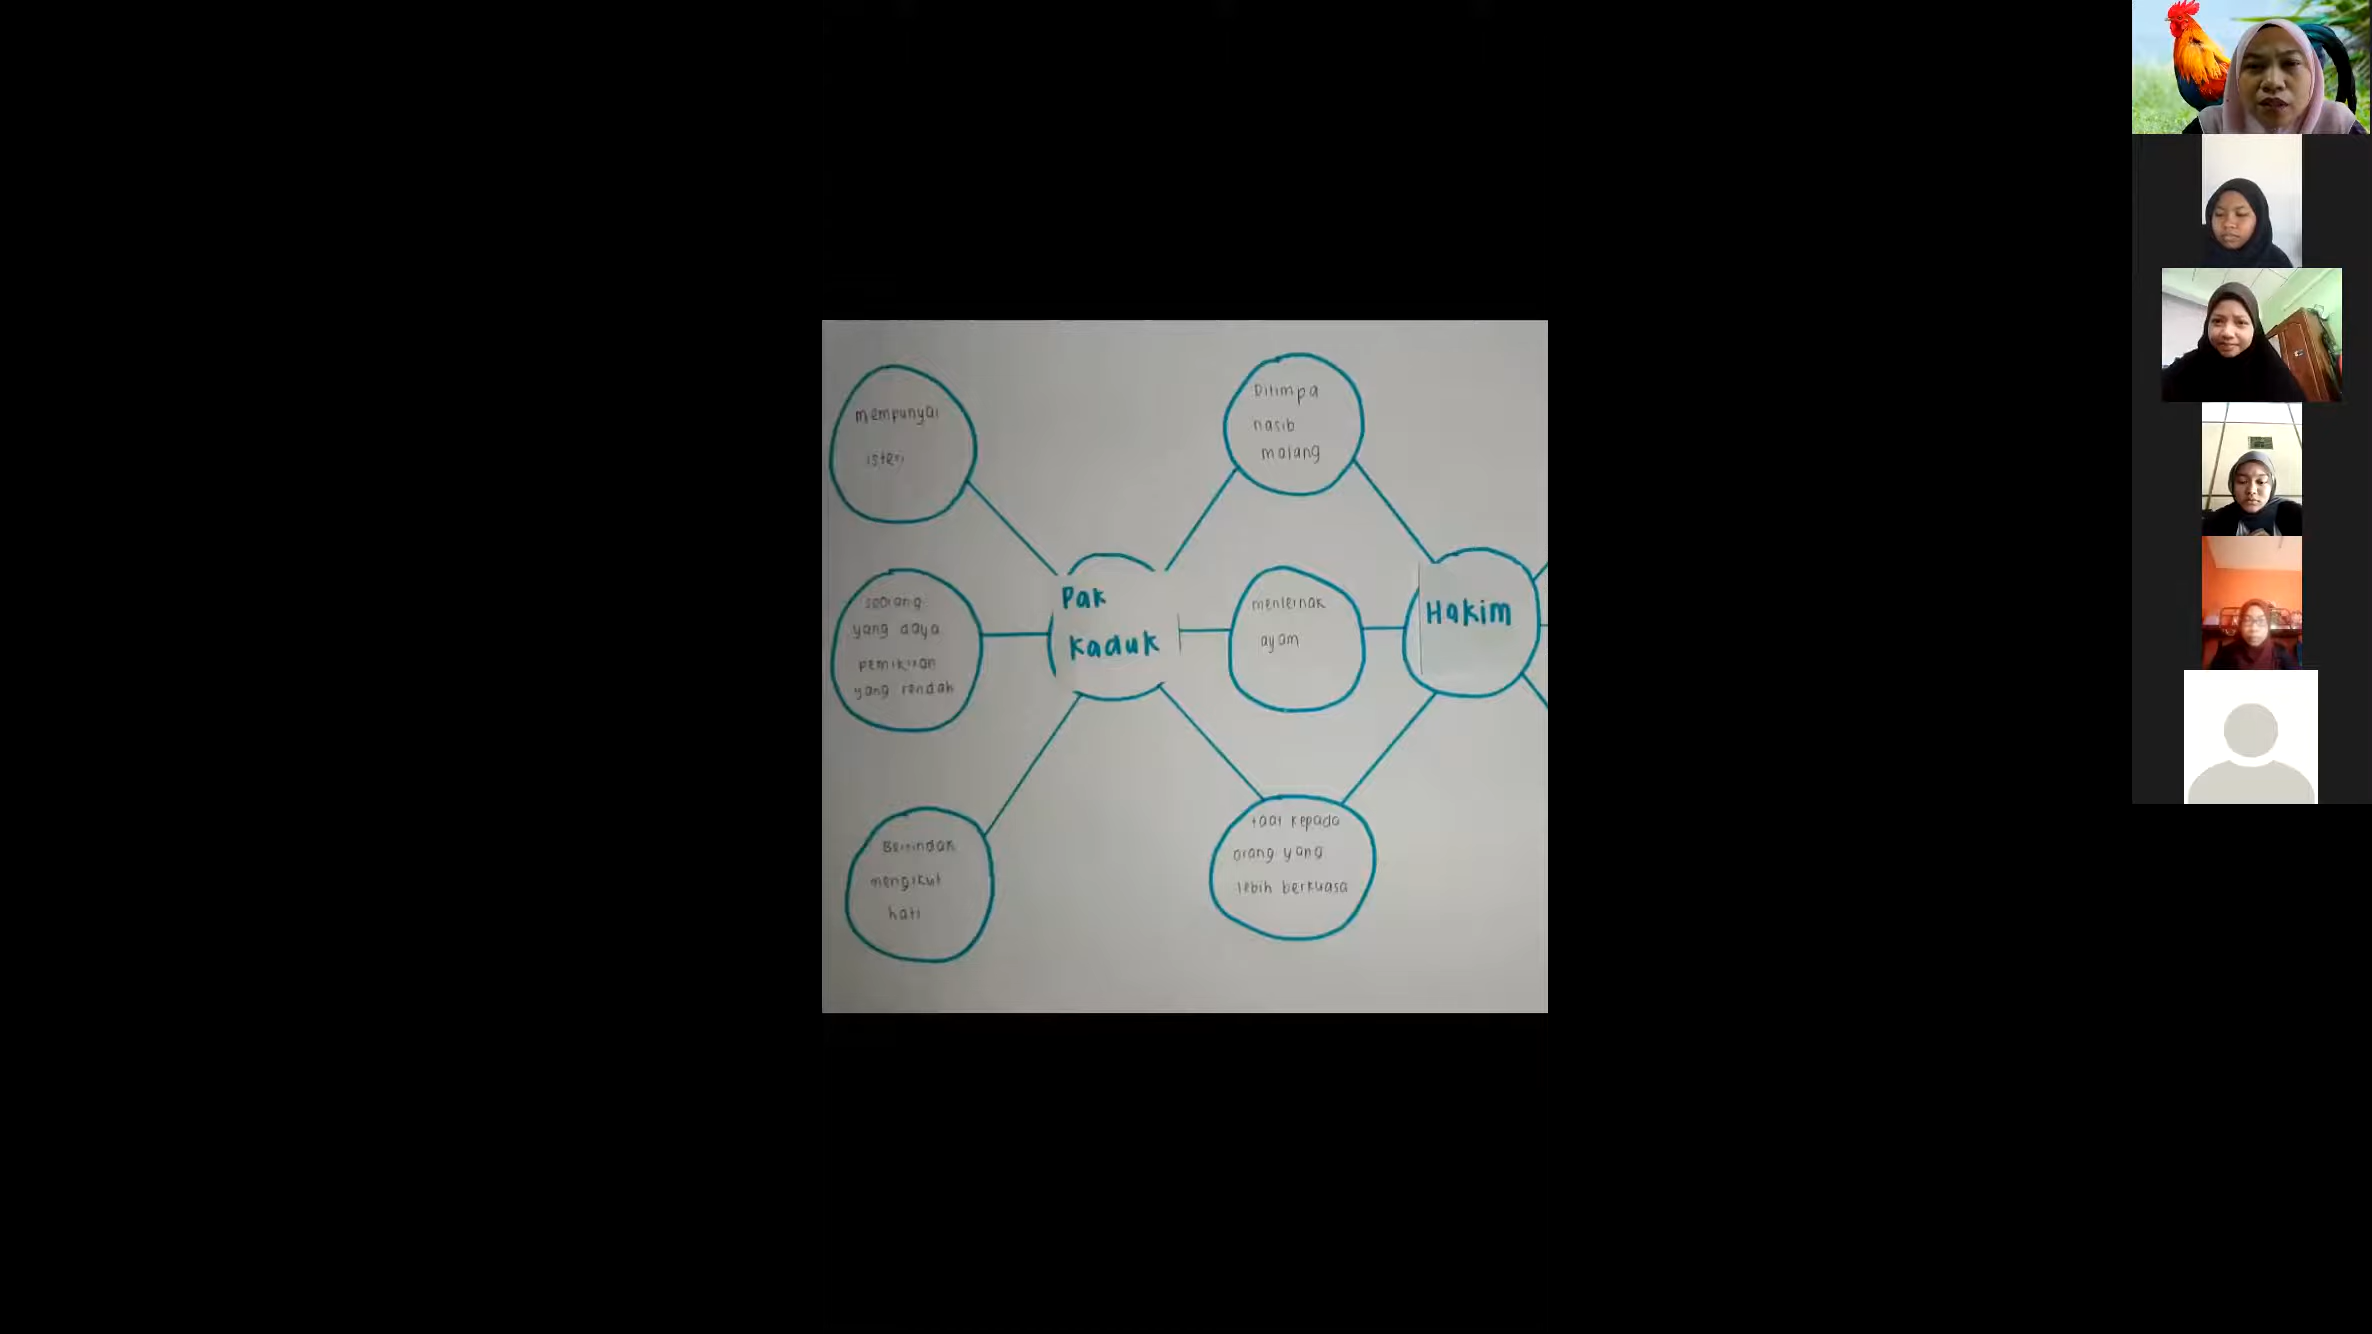 mempunyai
isteri
seorang
yang daya
pemikiran
yang rendah
Bertindak
mengikut
hati
Pak
Kaduk
Ditimpa
nasib
malang
menternak
ayam
taat kepada
orang yang
lebih berkuasa
Hakim